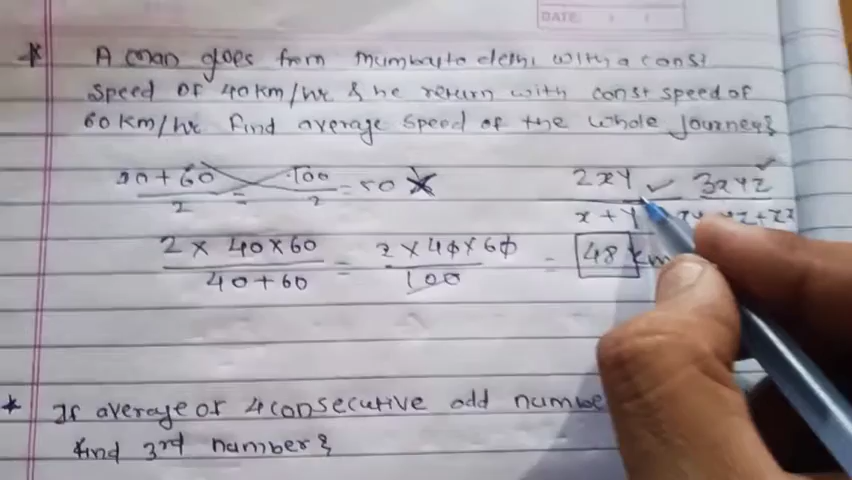 DATE:
* A man goes from mumbay to delhi with a const
speed of 40 km/hr & he return with const speed of
60 km/hr find average speed of the whole journey?
40 + 60 / 2 = 100 / 2 = 50
2xy / x + y ✓ 3xyz ✓
2 × 40 × 60 / 40 + 60 = 2 × 40 × 60 / 100 = 48 km
* If average of 4 consecutive odd numbe
find 3rd number?